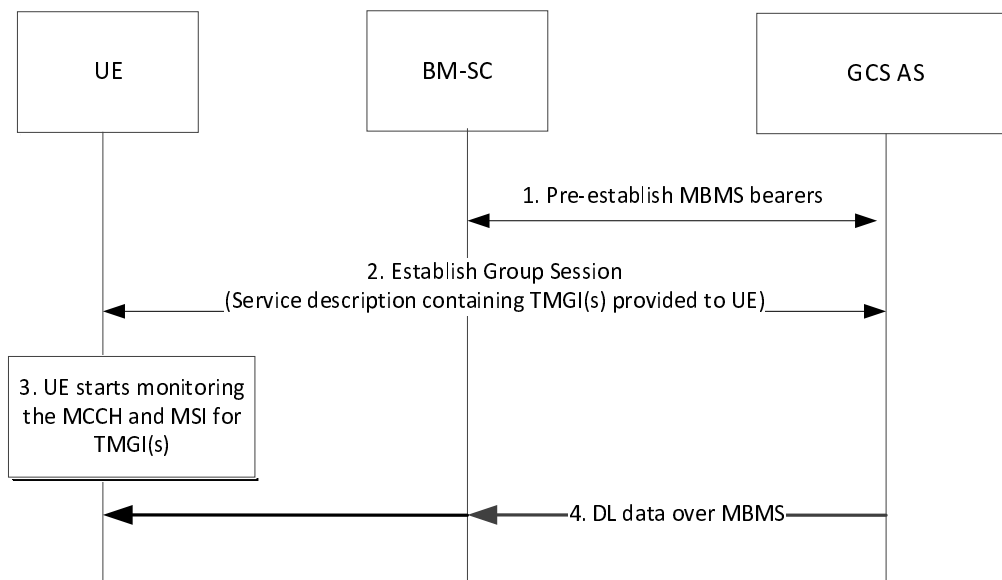 UE
BM-SC
GCS AS
1. Pre-establish MBMS bearers
2. Establish Group Session
(Service description containing TMGI(s) provided to UE)
3. UE starts monitoring
the MCCH and MSI for
TMGI(s)
4. DL data over MBMS